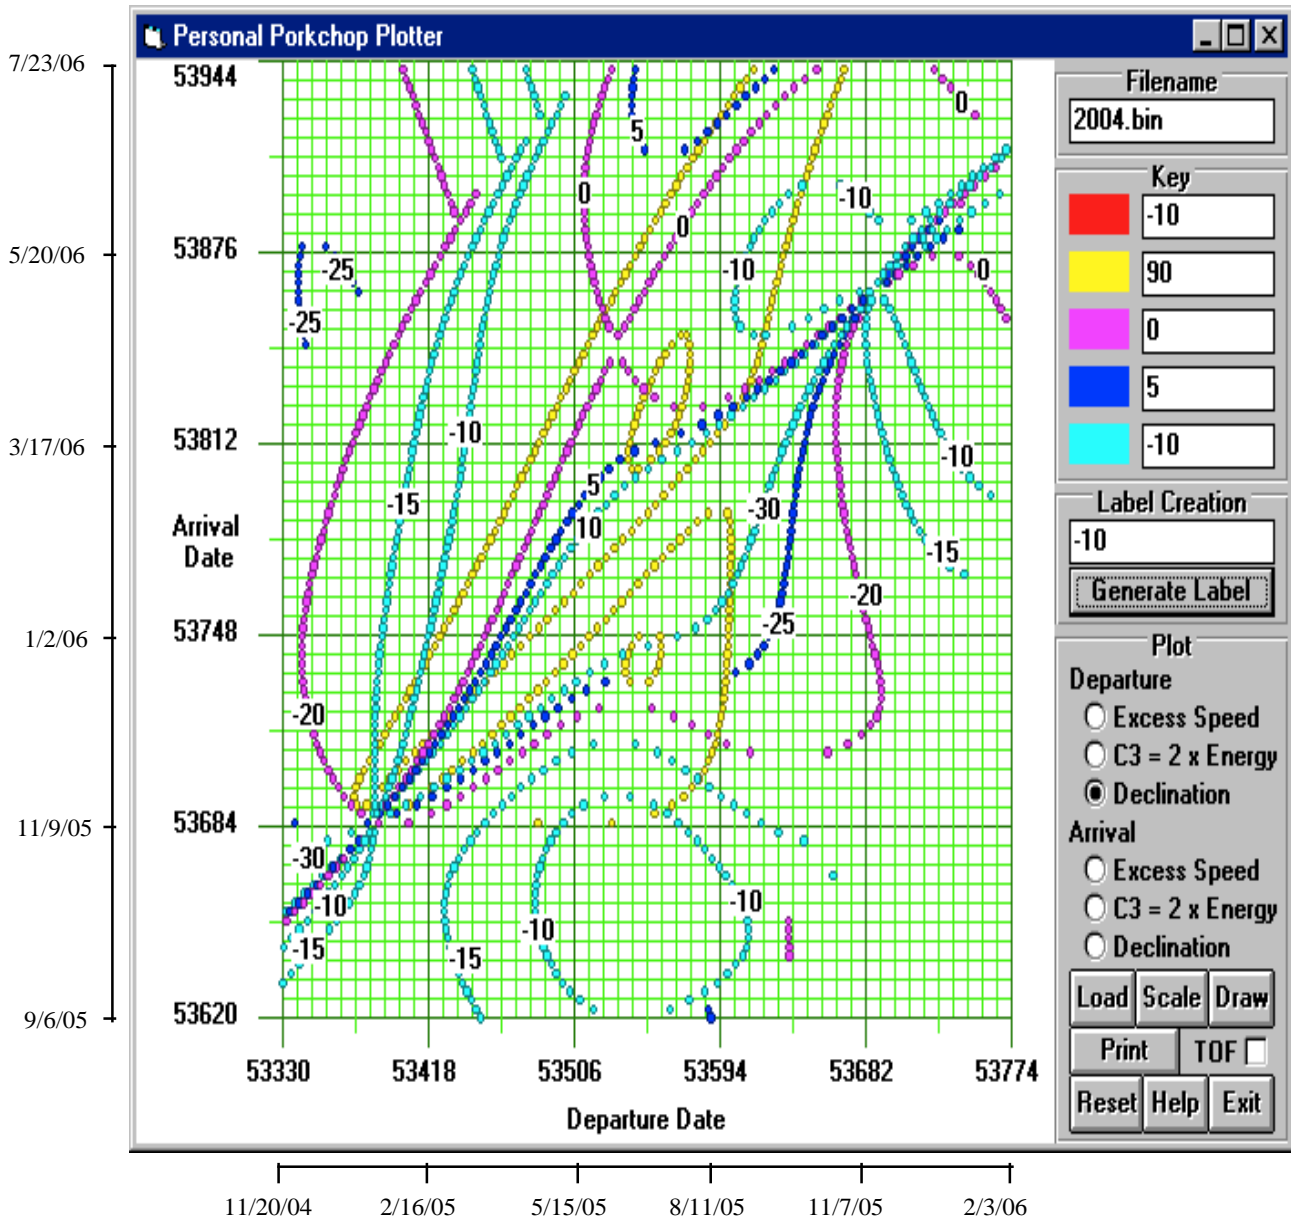 Personal Porkchop Plotter
7/23/06
5/20/06
3/17/06
1/2/06
11/9/05
9/6/05
53944
53876
53812
Arrival
Date
53748
53684
53620
0
5
0
0
-10
0
-10
-25
-25
-10
-15
5
10
-30
-10
-15
-20
-25
-20
-30
-10
-15
-10
-10
-15
53330
53418
53506
53594
53682
53774
Departure Date
11/20/04
2/16/05
5/15/05
8/11/05
11/7/05
2/3/06
Filename
2004.bin
Key
-10
90
0
5
-10
Label Creation
-10
Generate Label
Plot
Departure
Excess Speed
C3 = 2 x Energy
Declination
Arrival
Excess Speed
C3 = 2 x Energy
Declination
Load Scale Draw
Print TOF
Reset Help Exit